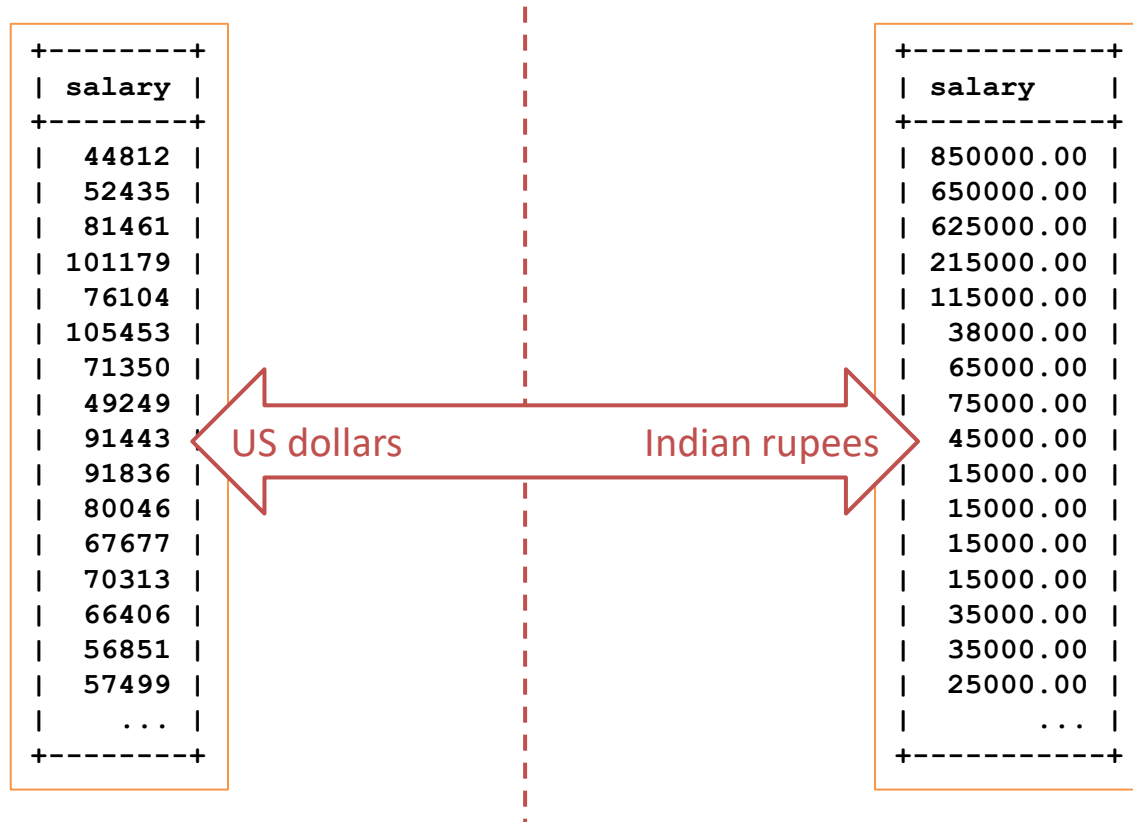 +--------+
| salary |
+--------+
| 44812 |
| 52435 |
| 81461 |
| 101179 |
| 76104 |
| 105453 |
| 71350 |
| 49249 |
| 91443 |
| 91836 |
| 80046 |
| 67677 |
| 70313 |
| 66406 |
| 56851 |
| 57499 |
| ... |
+--------+
US dollars
Indian rupees
+-----------+
| salary |
+-----------+
| 850000.00 |
| 650000.00 |
| 625000.00 |
| 215000.00 |
| 115000.00 |
| 38000.00 |
| 65000.00 |
| 75000.00 |
| 45000.00 |
| 15000.00 |
| 15000.00 |
| 15000.00 |
| 15000.00 |
| 35000.00 |
| 35000.00 |
| 25000.00 |
| ... |
+-----------+